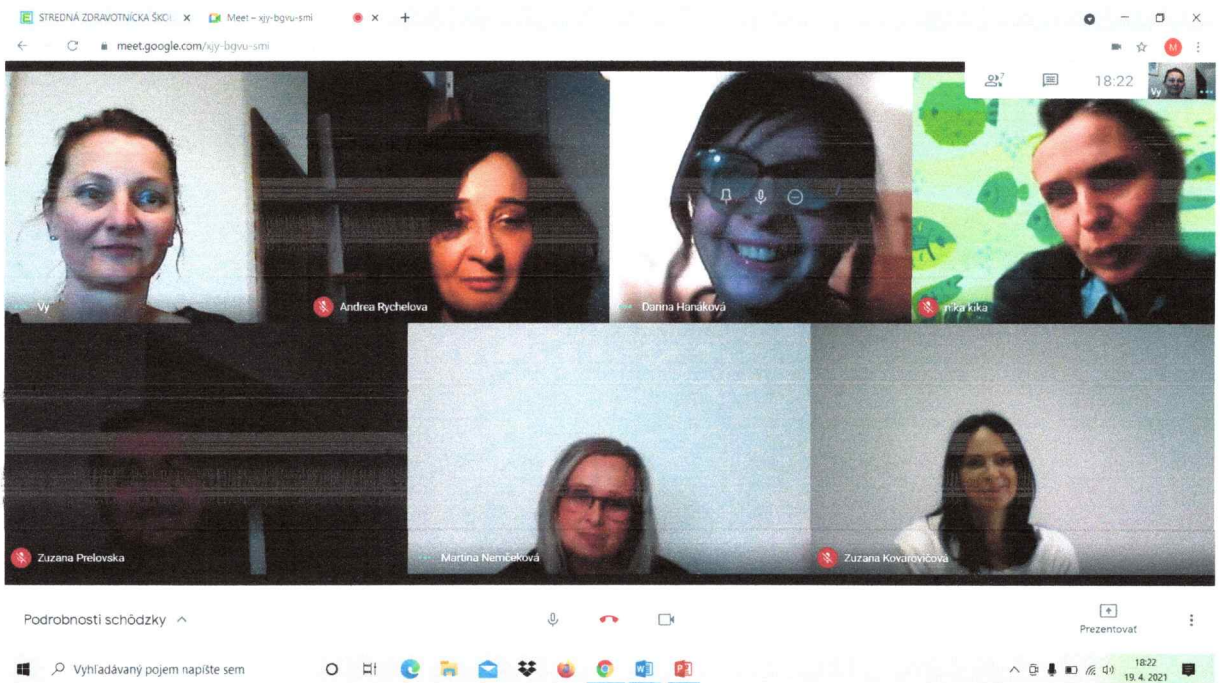 STREDNÁ ZDRAVOTNÍCKA ŠKO
Meet – xjy-bgvu-smi
meet.google.com/xjy-bgvu-smi
M
7
18:22
Vy
Vy
Andrea Rychelova
Darina Hanáková
nika kika
Zuzana Prelovska
Martina Nemčeková
Zuzana Kovarovičová
Podrobnosti schôdzky
Prezentovať
Vyhľadávaný pojem napíšte sem
18:22
19. 4. 2021